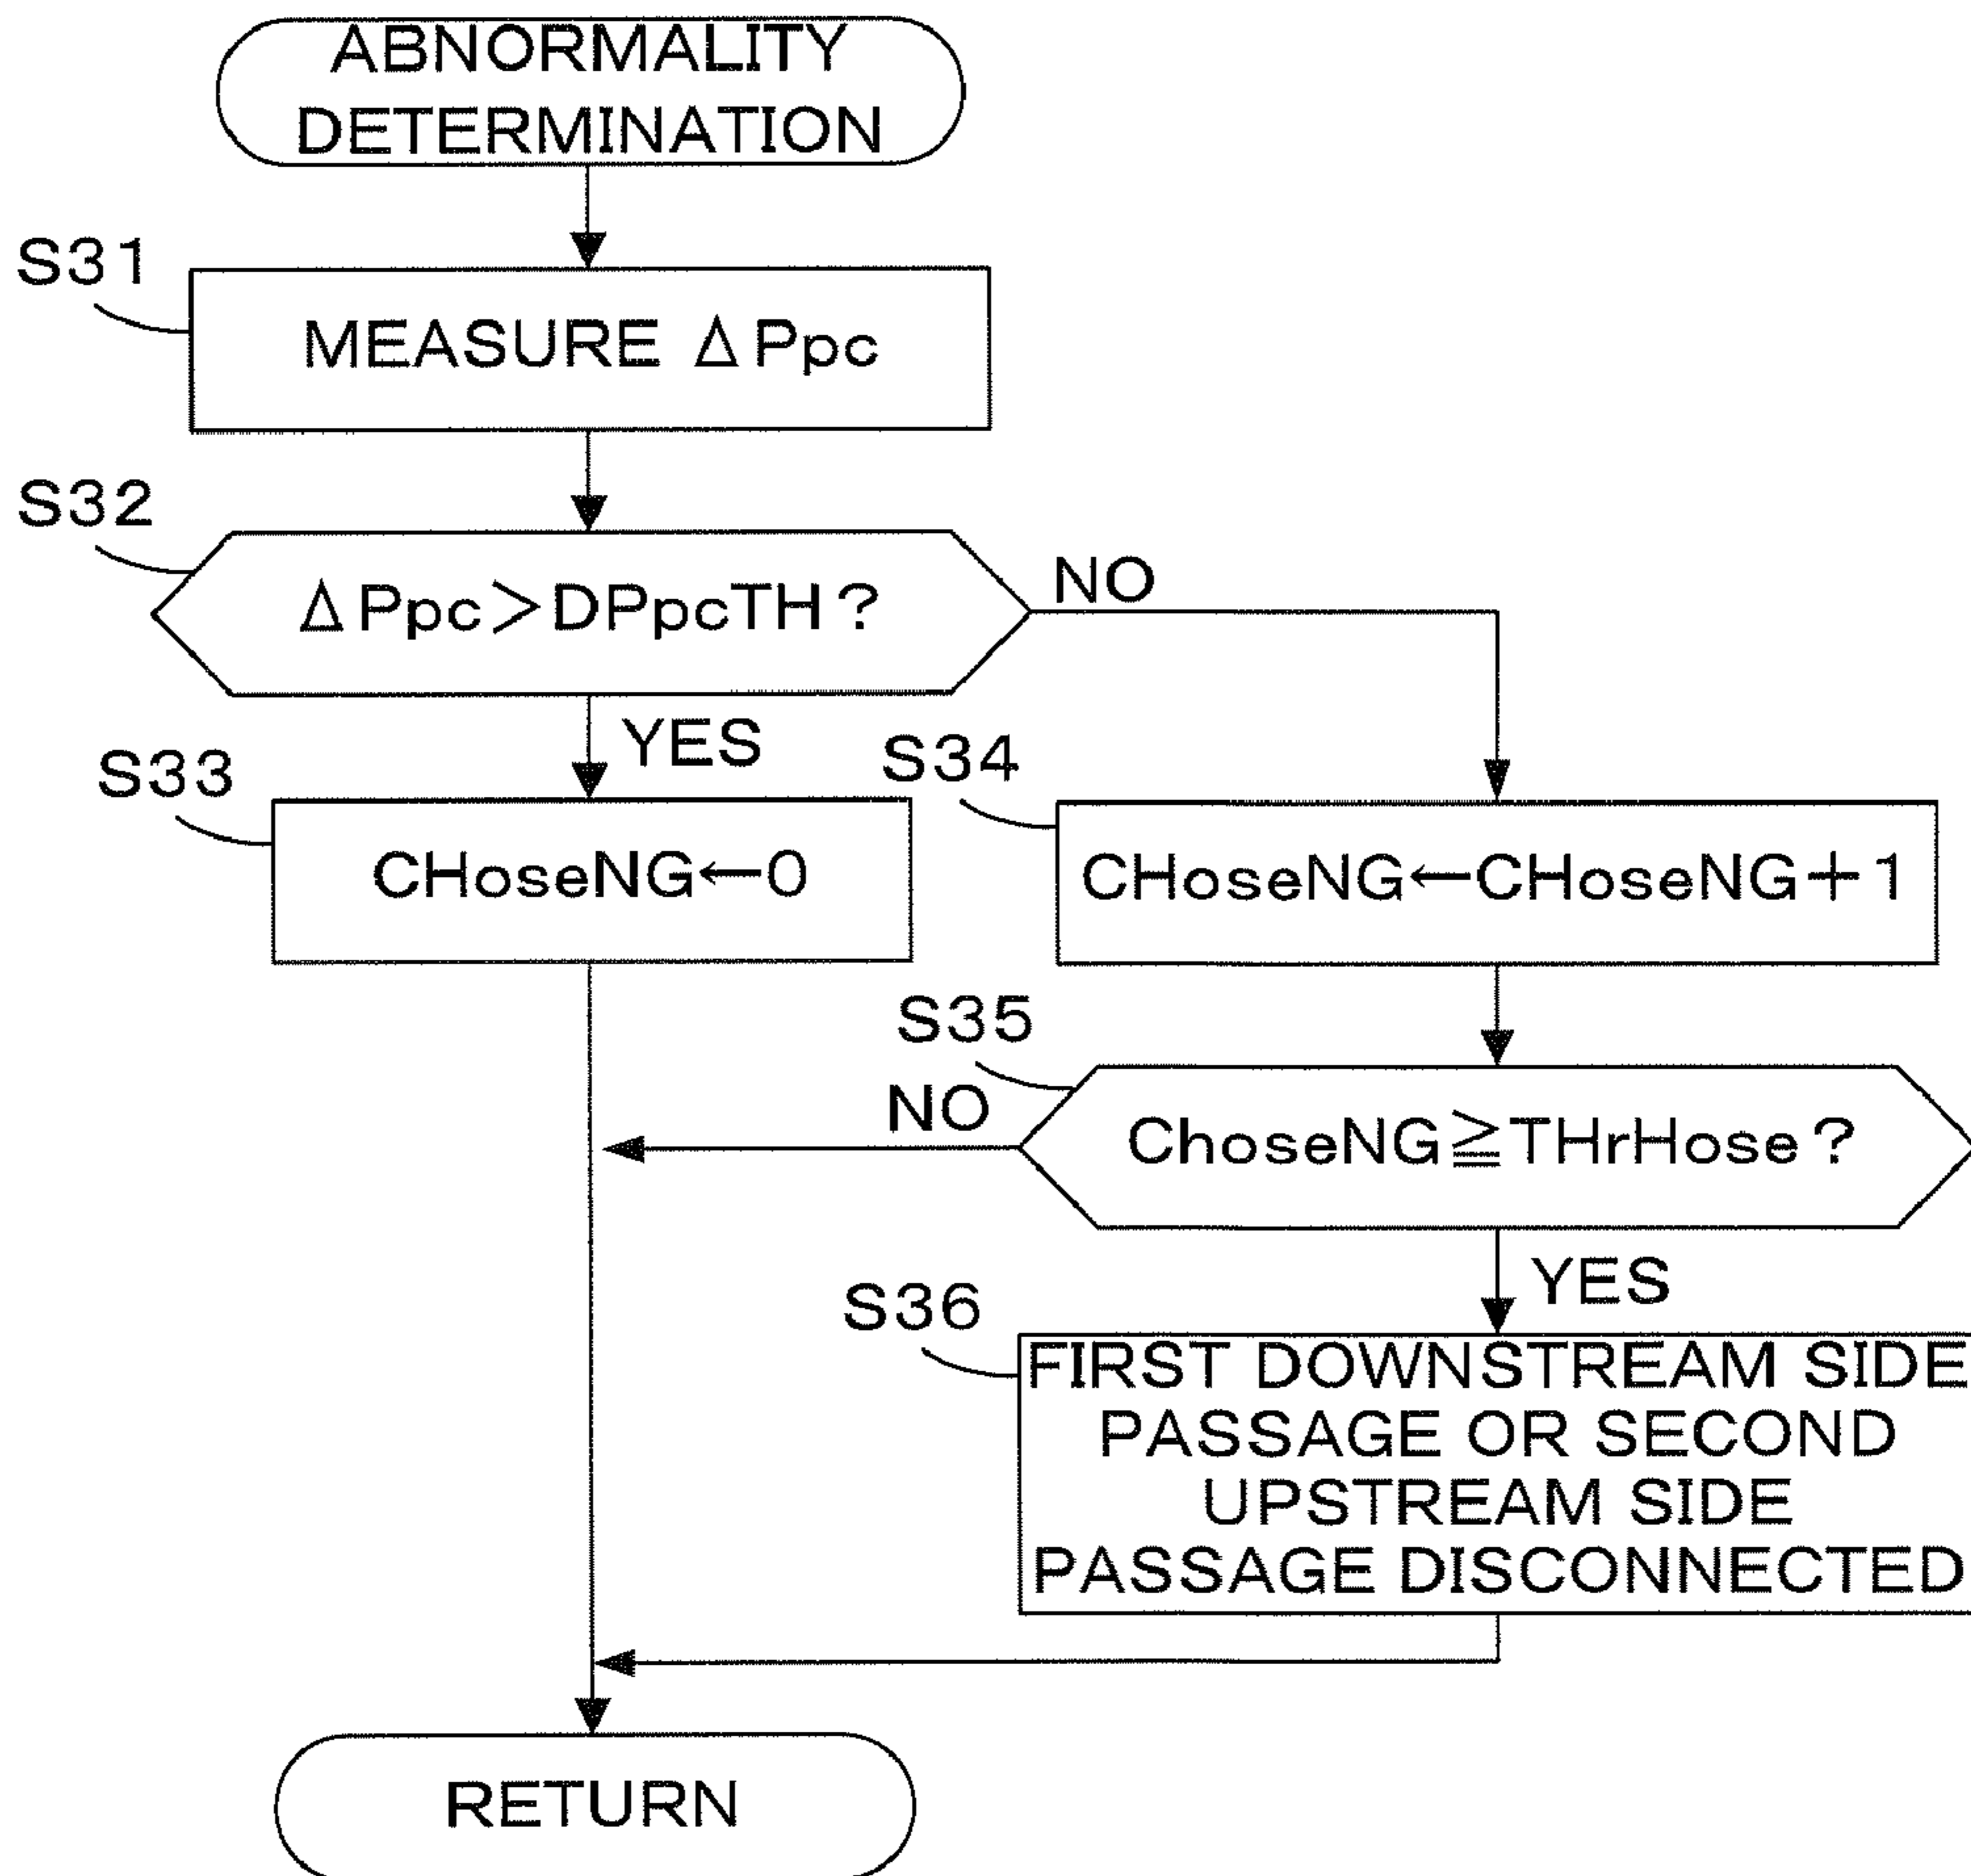 ABNORMALITY
DETERMINATION
S31
MEASURE ΔPpc
S32
ΔPpc>DPpcTH?
NO
YES
S33
CHoseNG←0
S34
CHoseNG←CHoseNG+1
S35
NO
ChoseNG≧THrHose?
YES
S36
FIRST DOWNSTREAM SIDE
PASSAGE OR SECOND
UPSTREAM SIDE
PASSAGE DISCONNECTED
RETURN